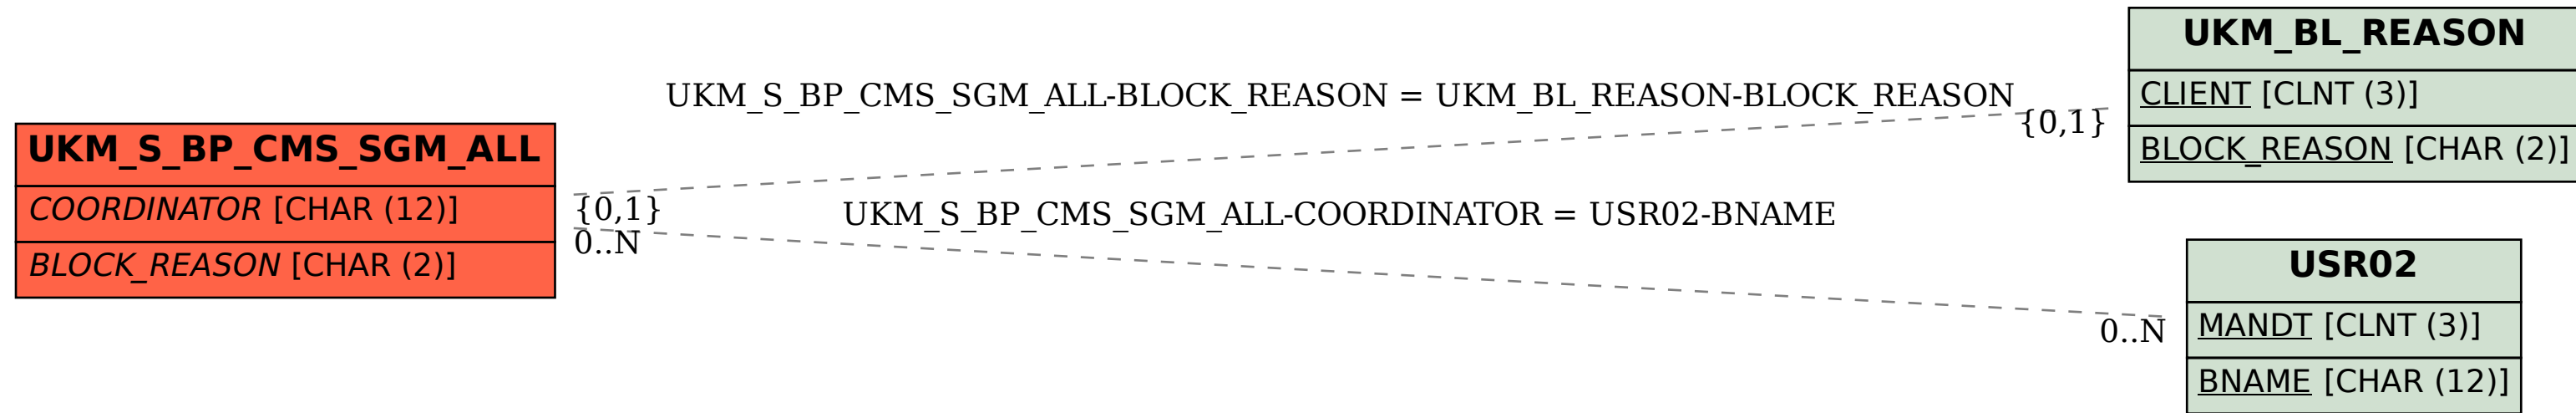 UKM_BL_REASON
CLIENT [CLNT (3)]
BLOCK_REASON [CHAR (2)]
UKM_S_BP_CMS_SGM_ALL-BLOCK_REASON = UKM_BL_REASON-BLOCK_REASON
{0,1}
UKM_S_BP_CMS_SGM_ALL
COORDINATOR [CHAR (12)]
BLOCK_REASON [CHAR (2)]
{0,1}
0..N
UKM_S_BP_CMS_SGM_ALL-COORDINATOR = USR02-BNAME
0..N
USR02
MANDT [CLNT (3)]
BNAME [CHAR (12)]